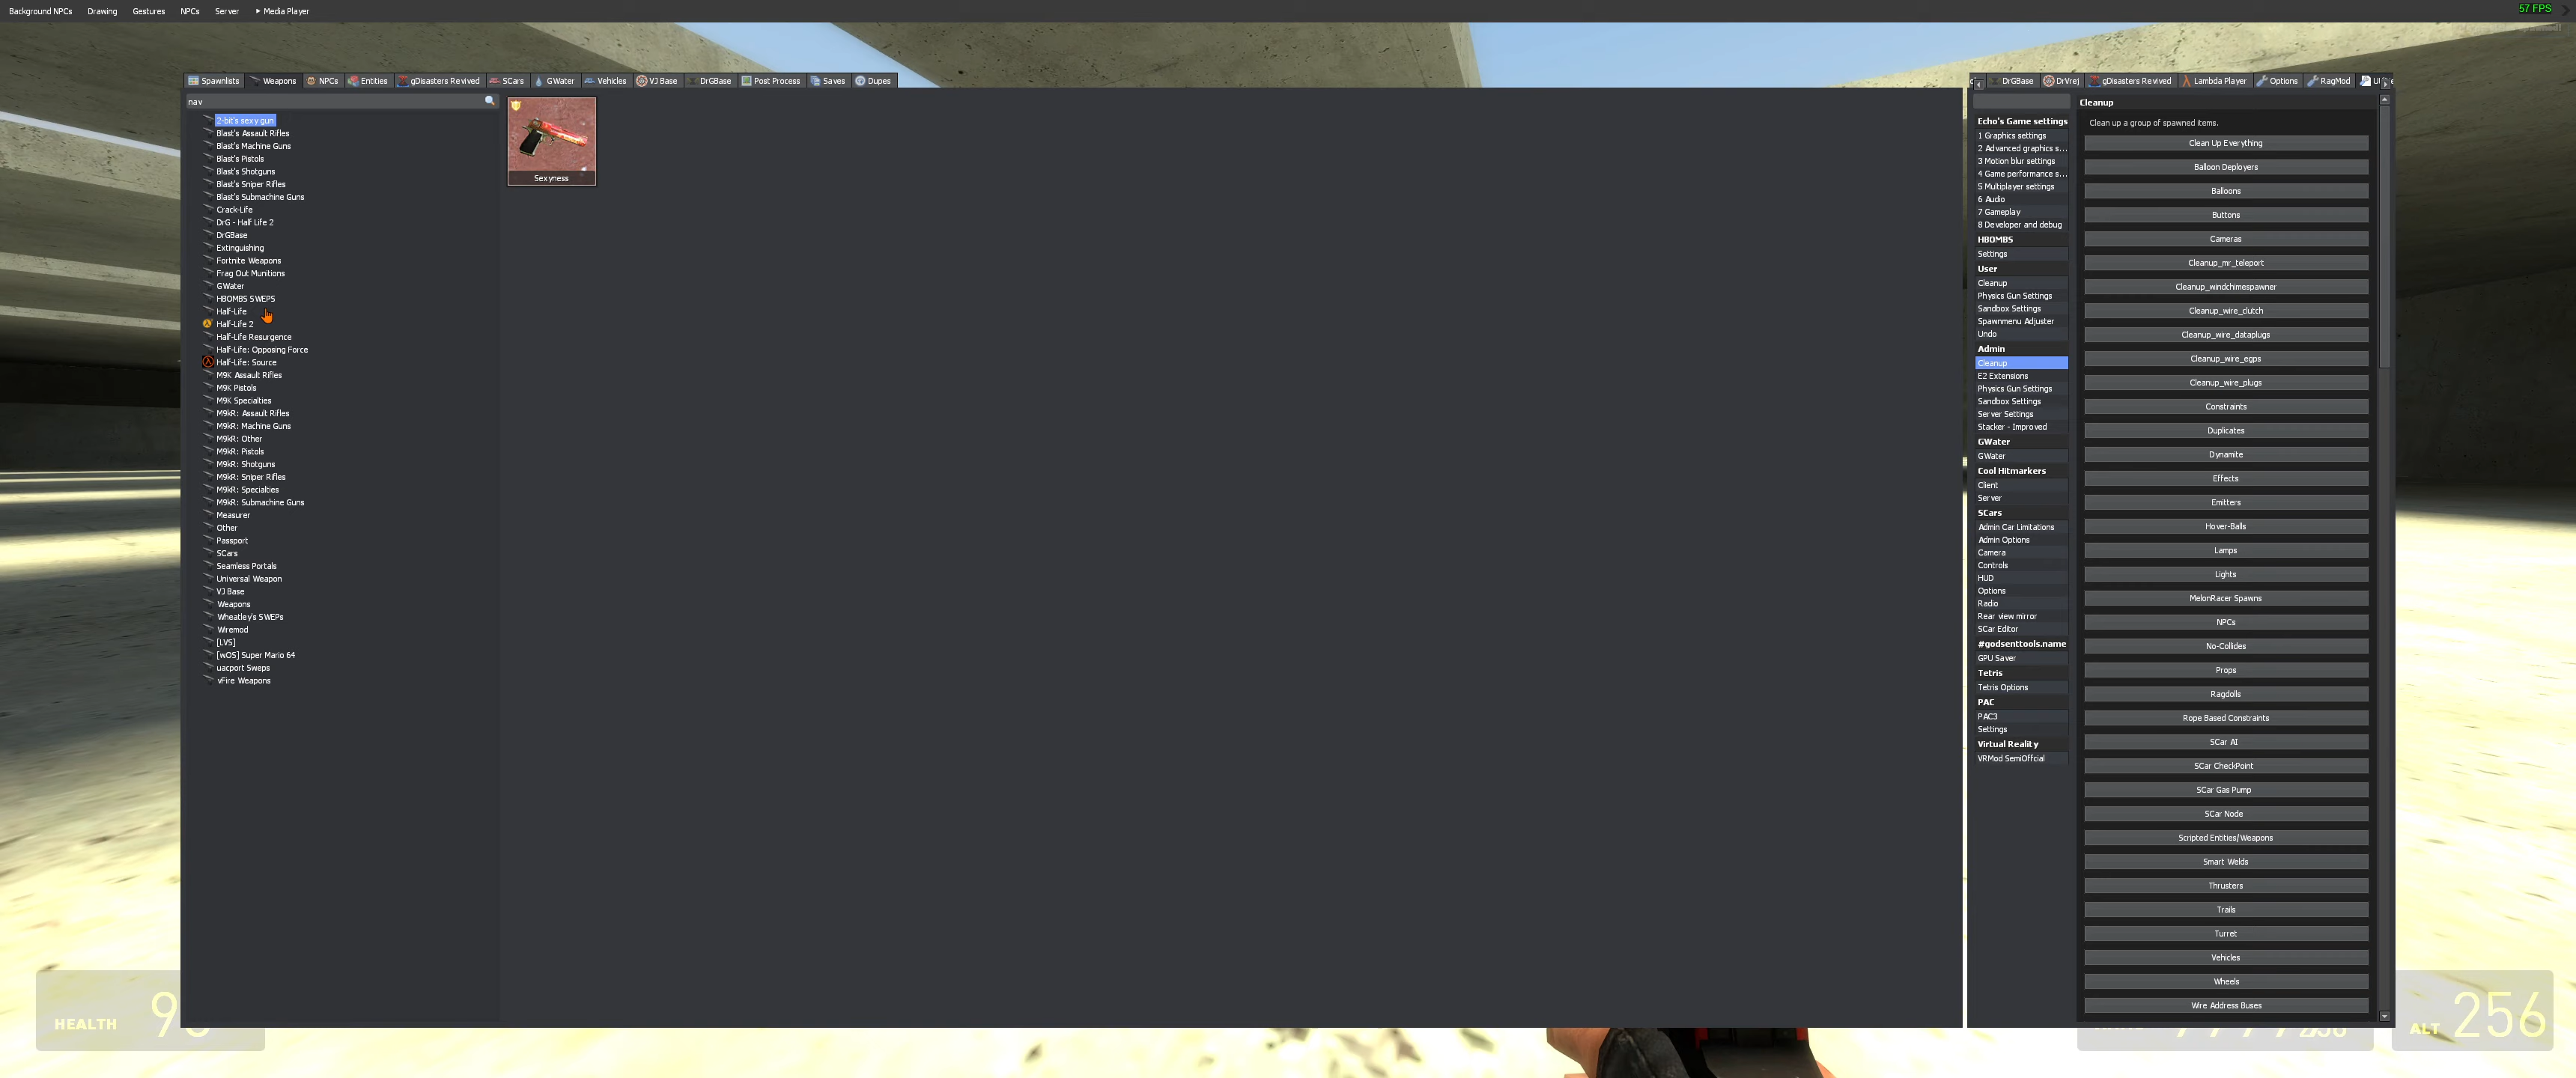 Background NPCs Drawing Gestures NPCs Server Media Player
57 FPS
Spawnlists Weapons NPCs Entities gDisasters Revived SCars GWater Vehicles VJ Base DrGBase Post Process Saves Dupes
nav
2-bit's sexy gun
Blast's Assault Rifles
Blast's Machine Guns
Blast's Pistols
Blast's Shotguns
Blast's Sniper Rifles
Blast's Submachine Guns
Crack-Life
DrG - Half Life 2
DrGBase
Extinguishing
Fortnite Weapons
Frag Out Munitions
GWater
HBOMBS SWEPS
Half-Life
Half-Life 2
Half-Life Resurgence
Half-Life: Opposing Force
Half-Life: Source
M9K Assault Rifles
M9K Pistols
M9K Specialties
M9kR: Assault Rifles
M9kR: Machine Guns
M9kR: Other
M9kR: Pistols
M9kR: Shotguns
M9kR: Sniper Rifles
M9kR: Specialties
M9kR: Submachine Guns
Measurer
Other
Passport
SCars
Seamless Portals
Universal Weapon
VJ Base
Weapons
Wheatley's SWEPs
Wiremod
[LVS]
[wOS] Super Mario 64
uacport Sweps
vFire Weapons
Sexyness
DrGBase DrVrej gDisasters Revived Lambda Player Options RagMod
Echo's Game settings
1 Graphics settings
2 Advanced graphics s...
3 Motion blur settings
4 Game performance s...
5 Multiplayer settings
6 Audio
7 Gameplay
8 Developer and debug
HBOMBS
Settings
User
Cleanup
Physics Gun Settings
Sandbox Settings
Spawnmenu Adjuster
Undo
Admin
Cleanup
E2 Extensions
Physics Gun Settings
Sandbox Settings
Server Settings
Stacker - Improved
GWater
GWater
Cool Hitmarkers
Client
Server
SCars
Admin Car Limitations
Admin Options
Camera
Controls
HUD
Options
Radio
Rear view mirror
SCar Editor
#godsenttools.name
GPU Saver
Tetris
Tetris Options
PAC
PAC3
Settings
Virtual Reality
VRMod SemiOffcial
Cleanup
Clean up a group of spawned items.
Clean Up Everything
Balloon Deployers
Balloons
Buttons
Cameras
Cleanup_mr_teleport
Cleanup_windchimespawner
Cleanup_wire_clutch
Cleanup_wire_dataplugs
Cleanup_wire_egps
Cleanup_wire_plugs
Constraints
Duplicates
Dynamite
Effects
Emitters
Hover-Balls
Lamps
Lights
MelonRacer Spawns
NPCs
No-Collides
Props
Ragdolls
Rope Based Constraints
SCar AI
SCar CheckPoint
SCar Gas Pump
SCar Node
Scripted Entities/Weapons
Smart Welds
Thrusters
Trails
Turret
Vehicles
Wheels
Wire Address Buses
HEALTH
ALT 256